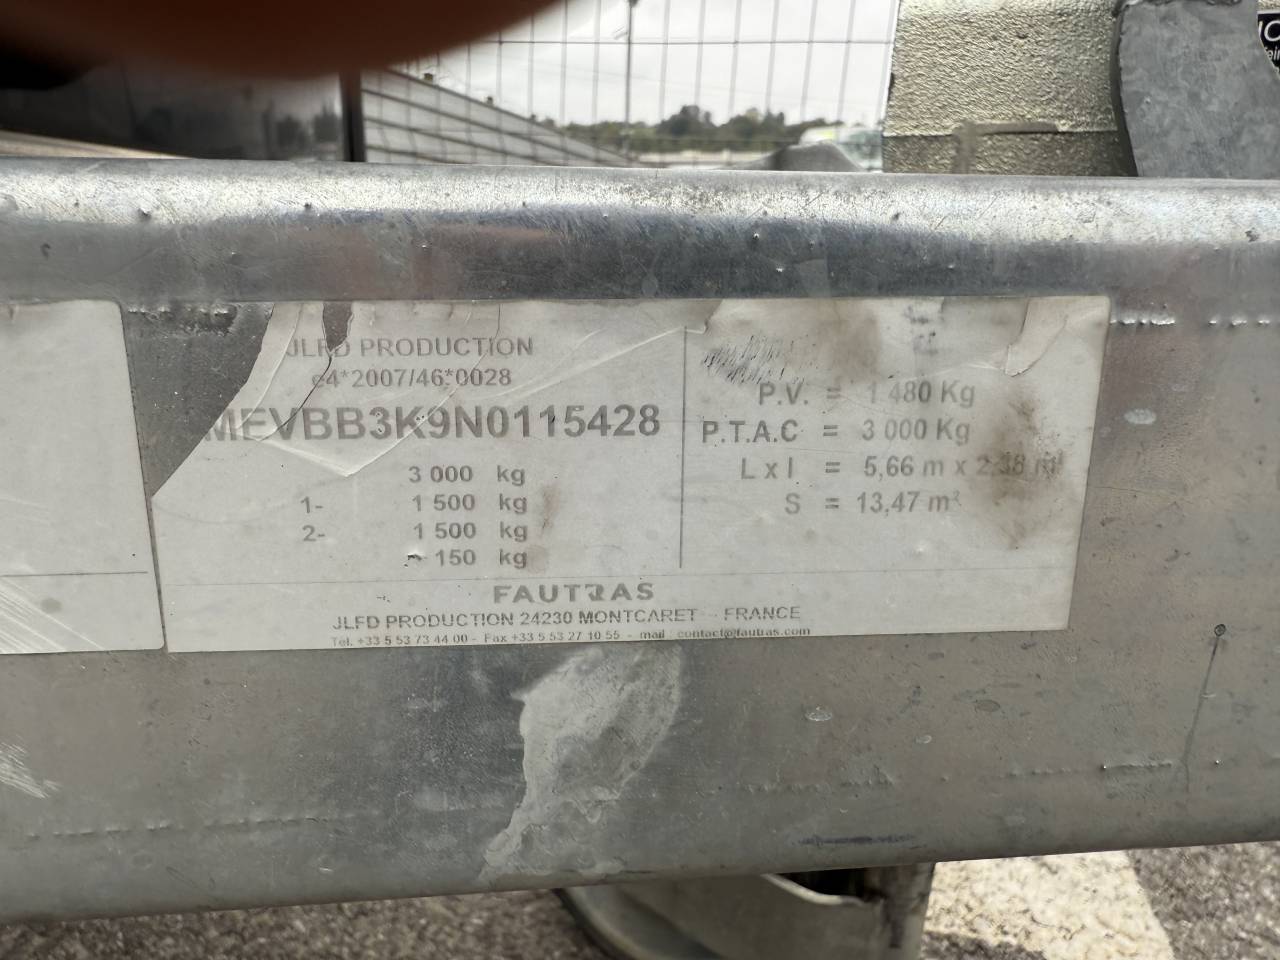 JLFD PRODUCTION
e4*2007/46*0028
MEVBB3K9N0115428
3 000 kg
1- 1 500 kg
2- 1 500 kg
150 kg
P.V. = 1 480 Kg
P.T.A.C = 3 000 Kg
L x l = 5,66 m x 2,38 m
S = 13,47 m²
FAUTRAS
JLFD PRODUCTION 24230 MONTCARET - FRANCE
Tél. +33 5 53 73 44 00 - Fax +33 5 53 27 10 55 - mail : contact@fautras.com